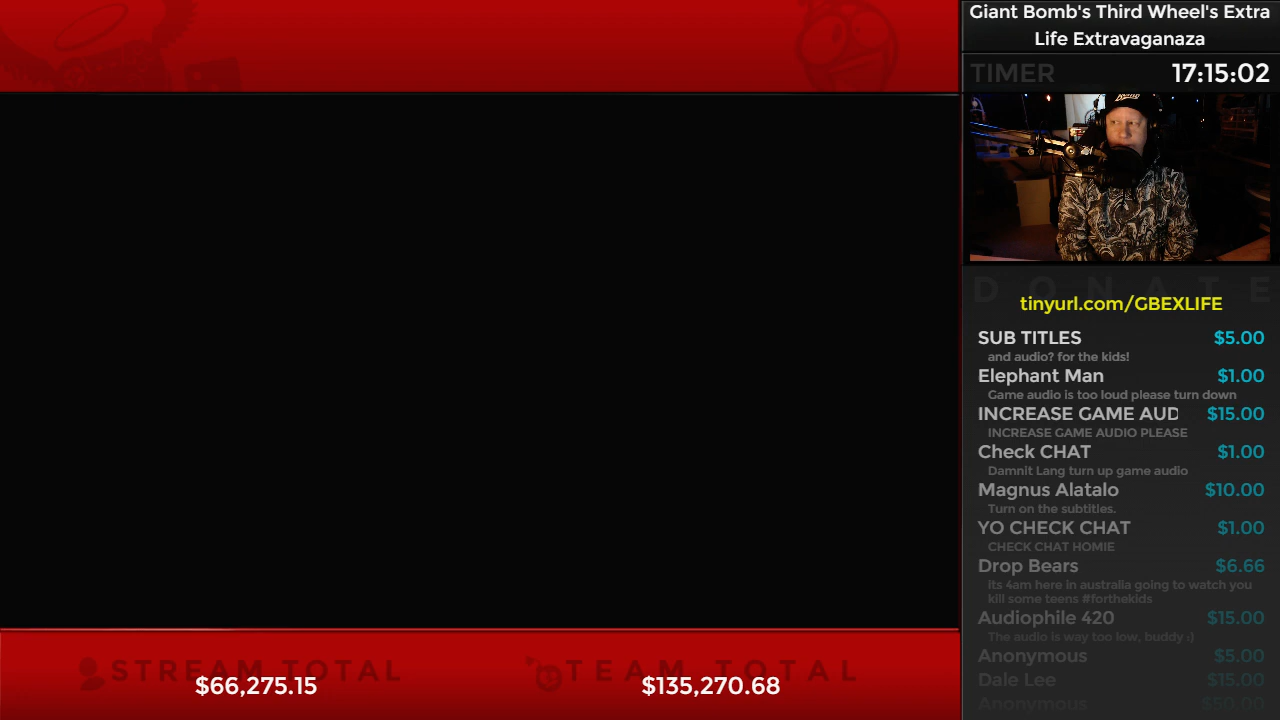 Giant Bomb's Third Wheel's Extra
Life Extravaganaza
TIMER
17:15:02
DONATE
tinyurl.com/GBEXLIFE
SUB TITLES $5.00
and audio? for the kids!
Elephant Man $1.00
Game audio is too loud please turn down
INCREASE GAME AUD $15.00
INCREASE GAME AUDIO PLEASE
Check CHAT $1.00
Damnit Lang turn up game audio
Magnus Alatalo $10.00
Turn on the subtitles.
YO CHECK CHAT $1.00
CHECK CHAT HOMIE
Drop Bears $6.66
its 4am here in australia going to watch you
kill some teens #forthekids
Audiophile 420 $15.00
The audio is way too low, buddy :)
Anonymous $5.00
Dale Lee $15.00
Anonymous $50.00
STREAM TOTAL
$66,275.15
TEAM TOTAL
$135,270.68